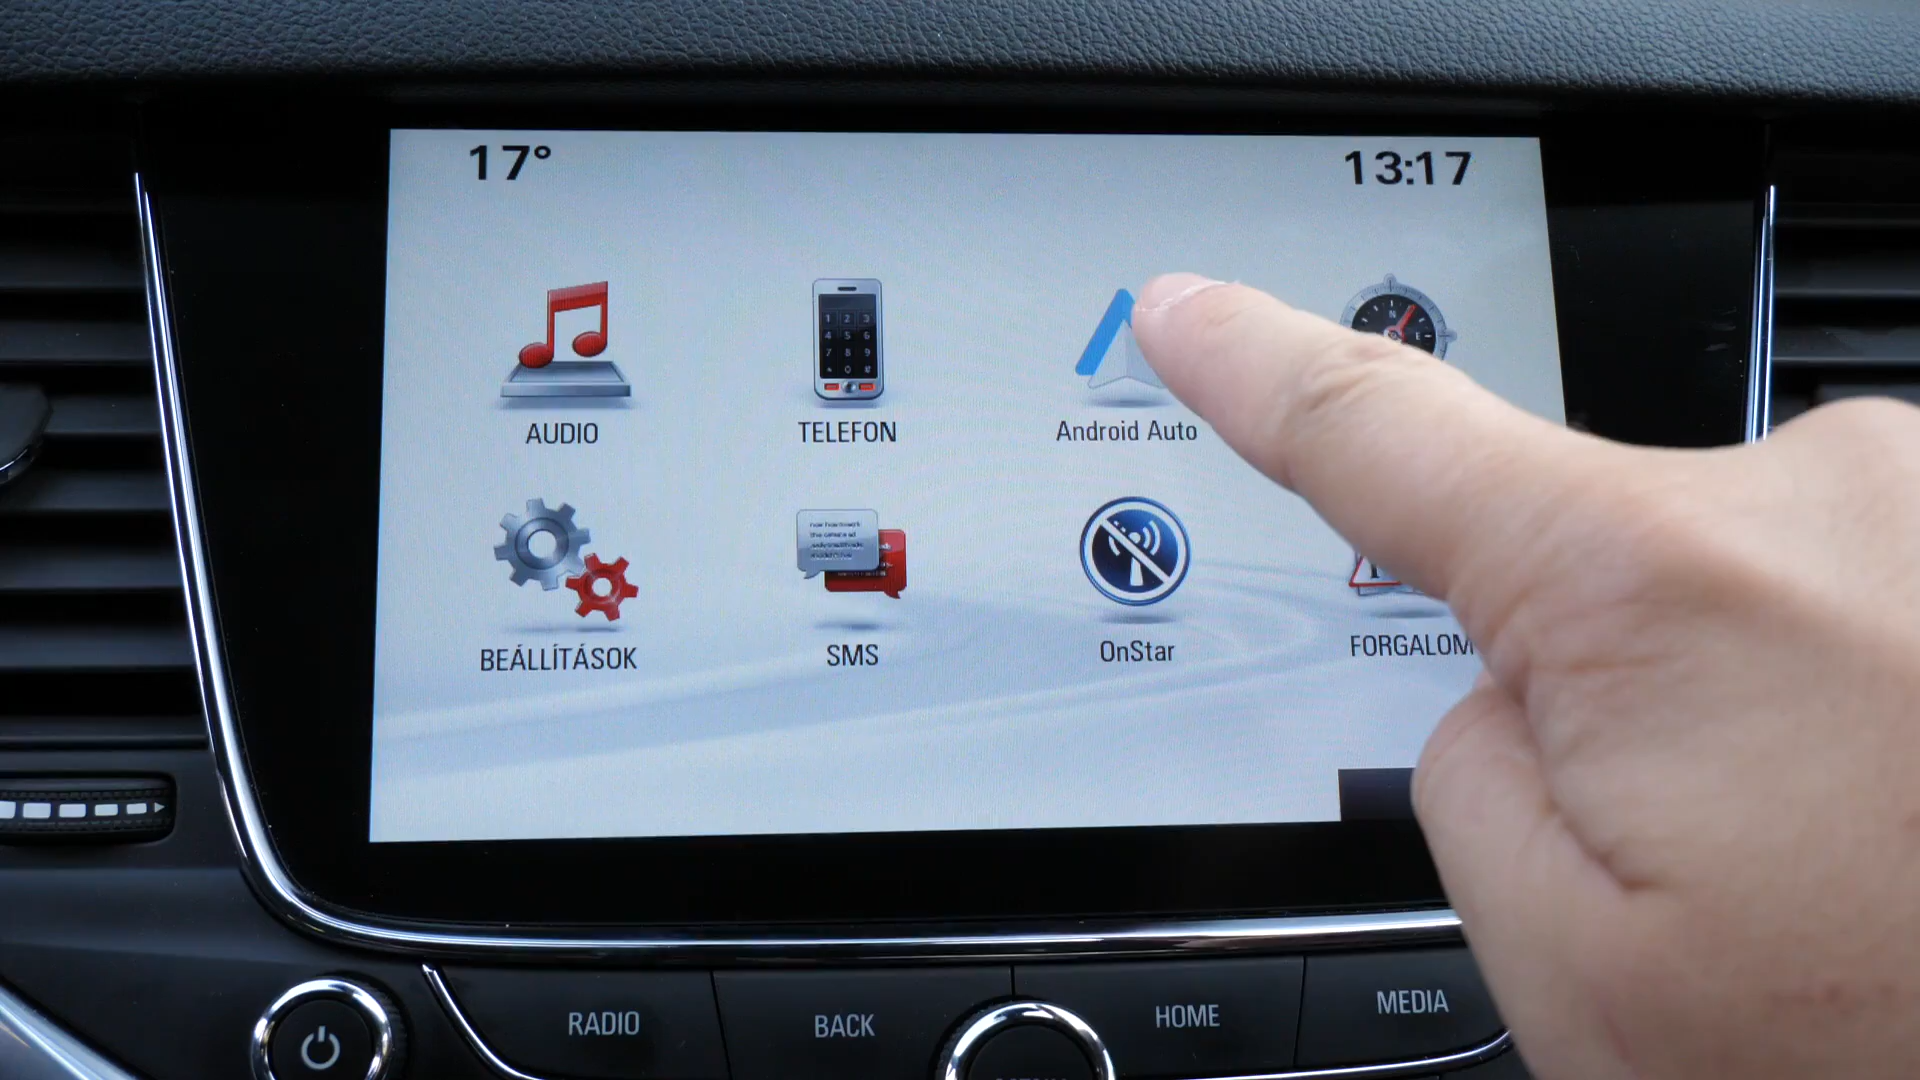 17° 13:17
AUDIO TELEFON Android Auto
BEÁLLÍTÁSOK SMS OnStar FORGALOM
RADIO BACK HOME MEDIA